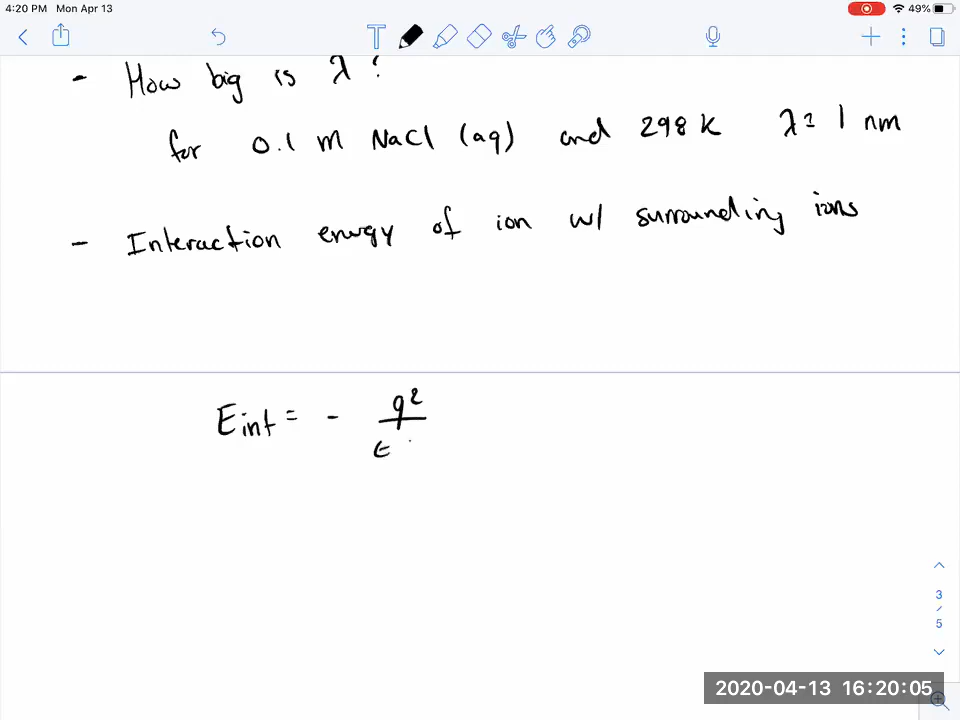 4:20 PM Mon Apr 13
49%
T
- How big is λ?
for 0.1 m NaCl (aq) and 298 K λ= 1 nm
- Interaction energy of ion w/ surrounding ions
Eint = - q²
ϵ
3
/
5
2020-04-13 16:20:05